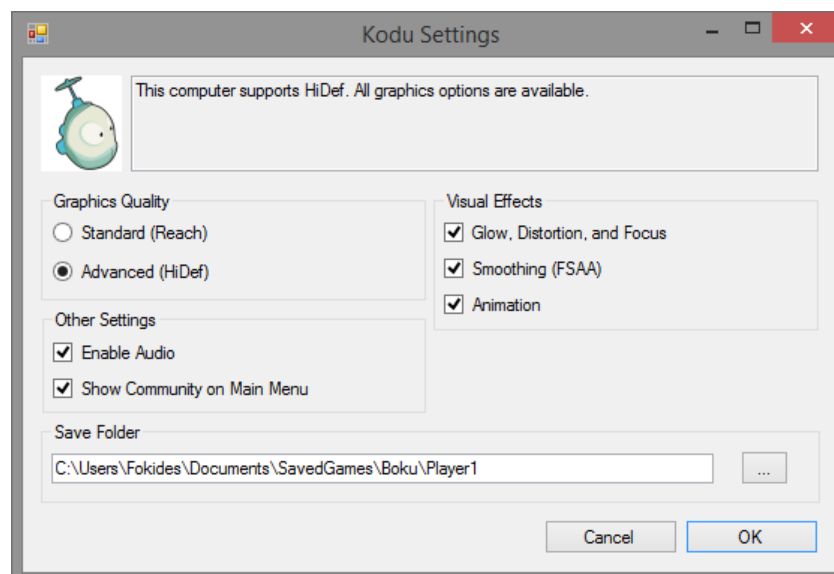 Kodu Settings
This computer supports HiDef. All graphics options are available.
Graphics Quality
Standard (Reach)
Advanced (HiDef)
Visual Effects
Glow, Distortion, and Focus
Smoothing (FSAA)
Animation
Other Settings
Enable Audio
Show Community on Main Menu
Save Folder
C:\Users\Fokides\Documents\SavedGames\Boku\Player1
...
Cancel
OK